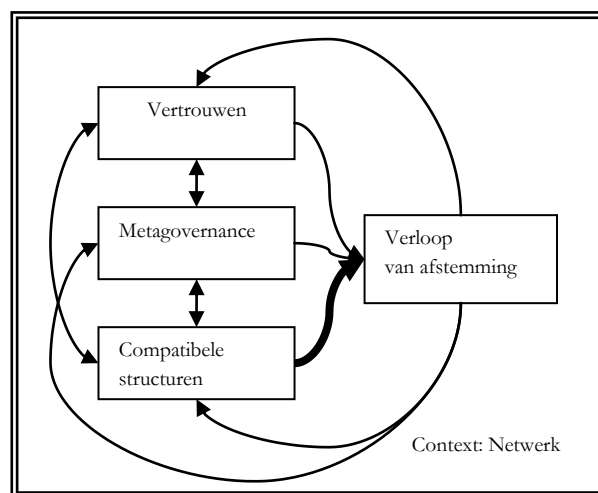 Vertrouwen
Metagovernance
Verloop
van afstemming
Compatibele
structuren
Context: Netwerk